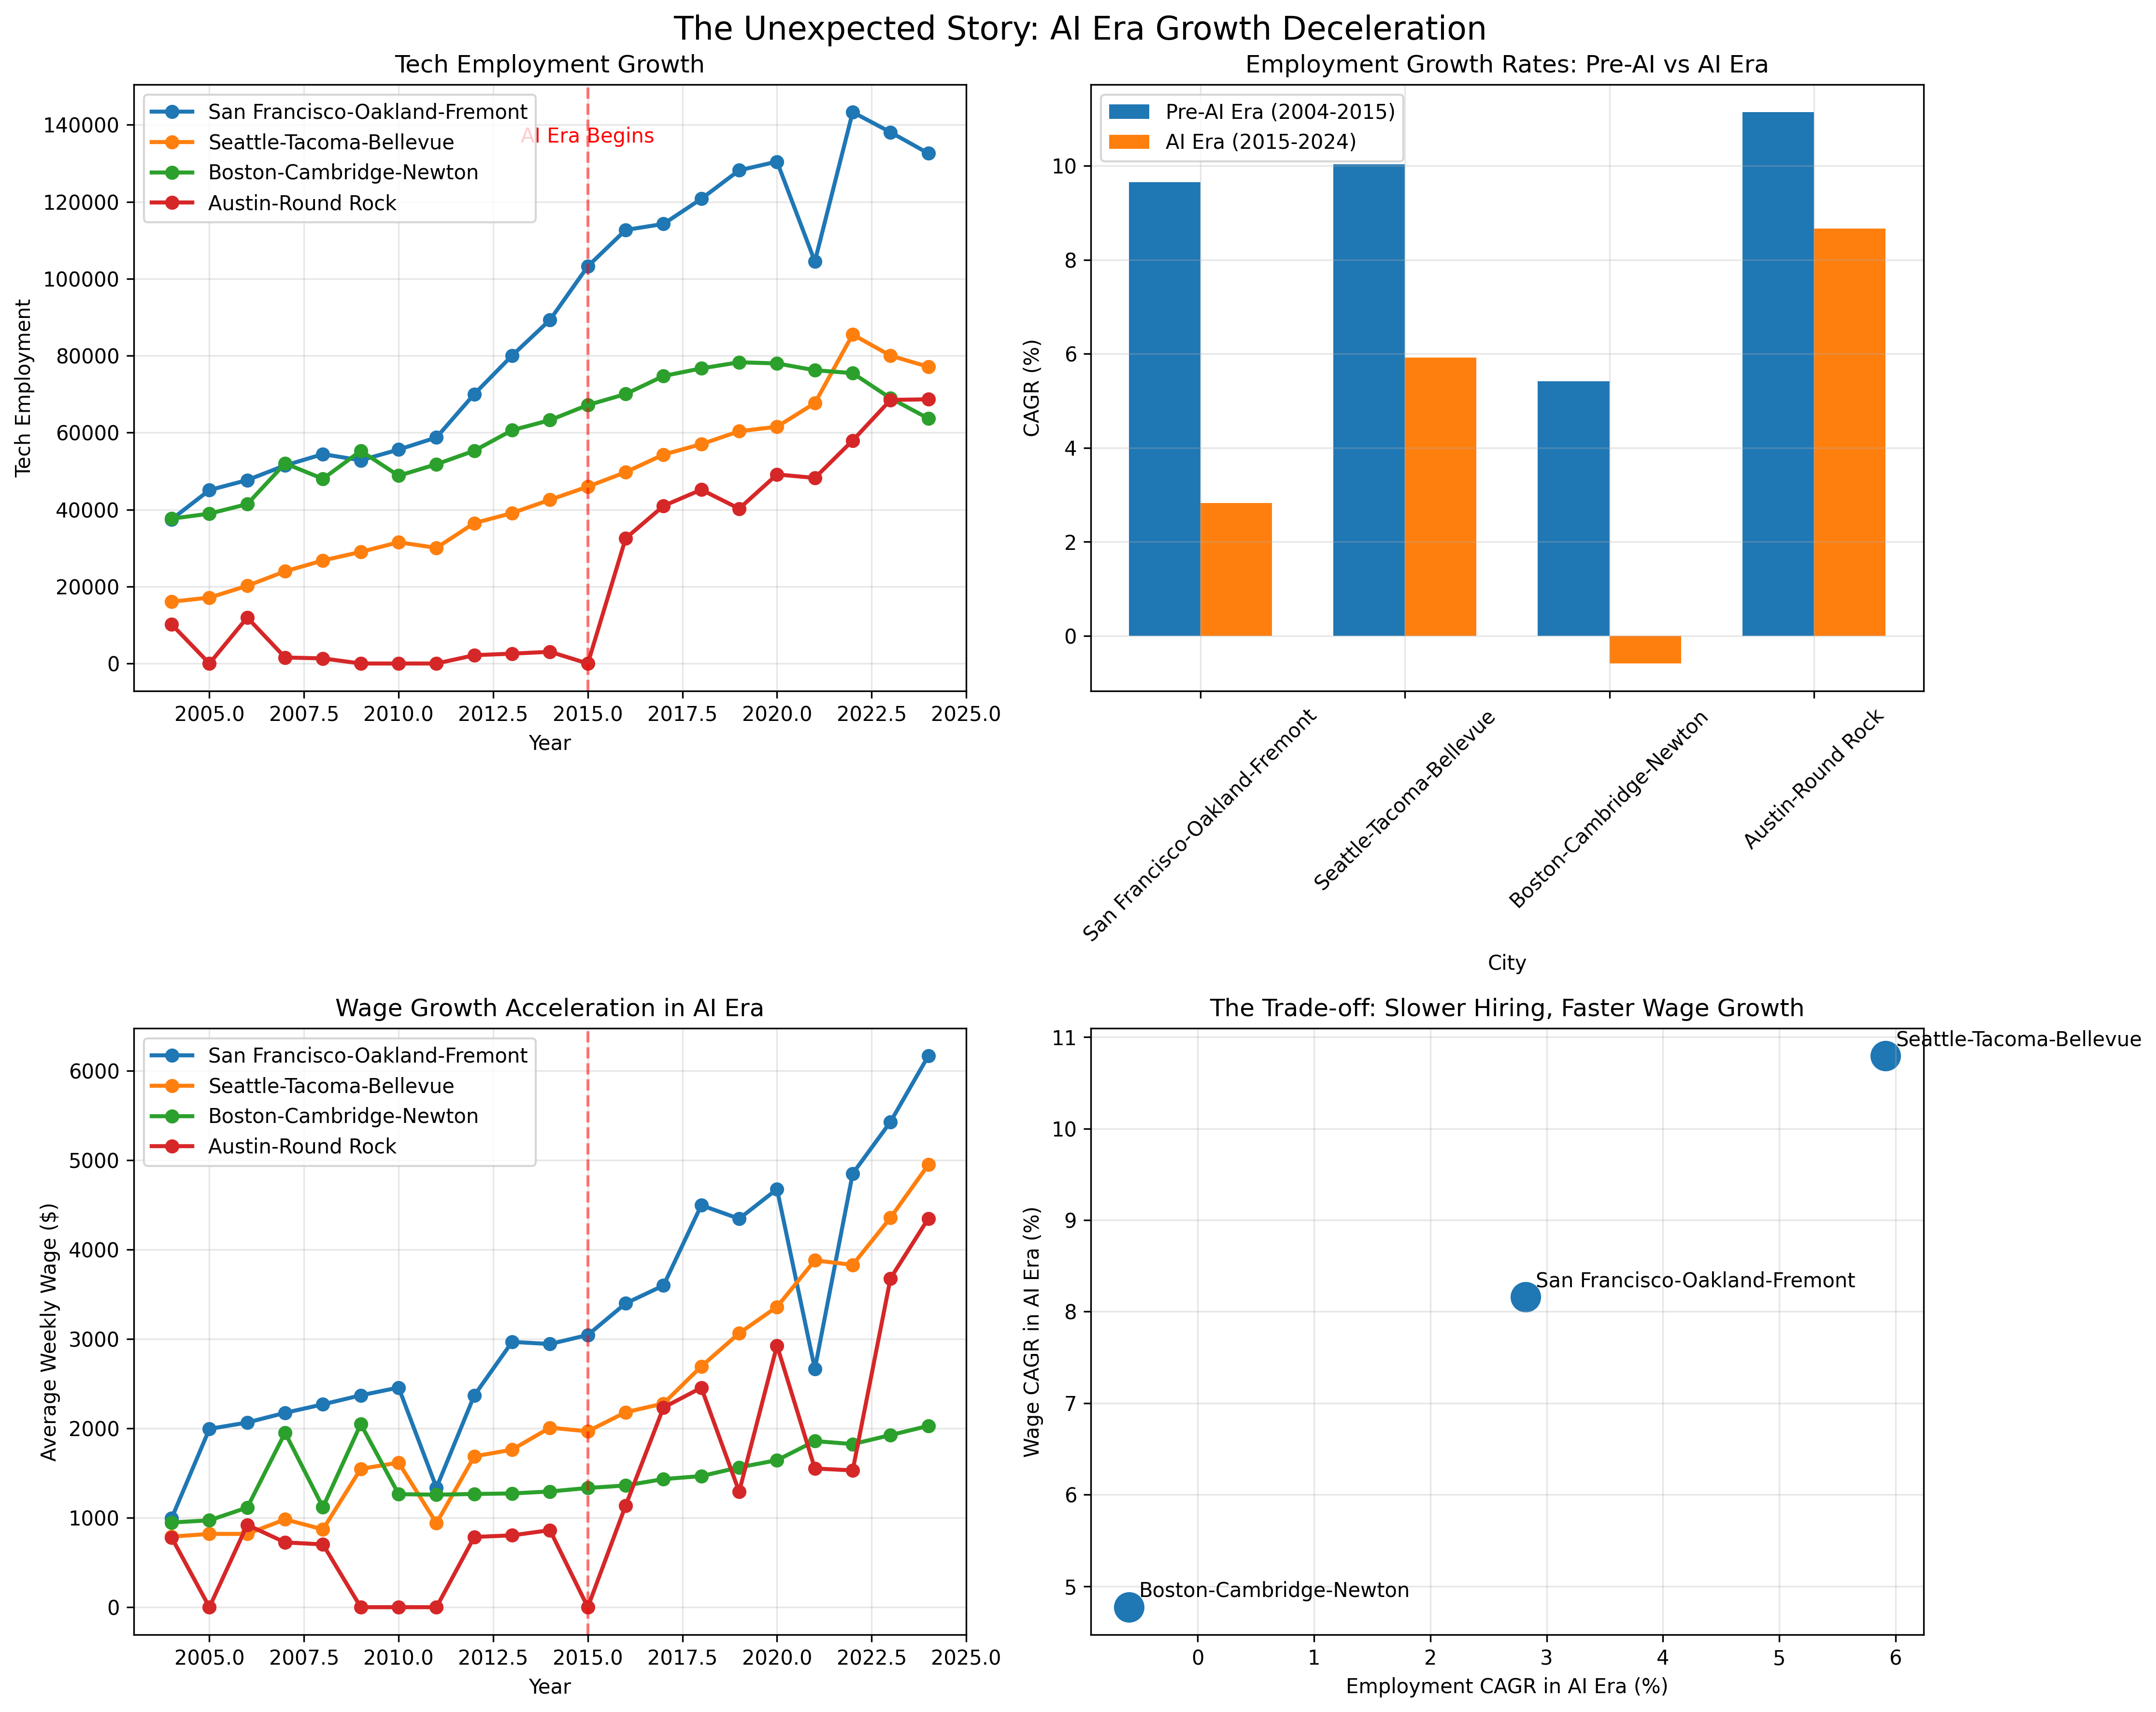 The Unexpected Story: AI Era Growth Deceleration
Tech Employment Growth
San Francisco-Oakland-Fremont
Seattle-Tacoma-Bellevue
Boston-Cambridge-Newton
Austin-Round Rock
AI Era Begins
Tech Employment
140000
120000
100000
80000
60000
40000
20000
0
2005.0 2007.5 2010.0 2012.5 2015.0 2017.5 2020.0 2022.5 2025.0
Year
Employment Growth Rates: Pre-AI vs AI Era
Pre-AI Era (2004-2015)
AI Era (2015-2024)
CAGR (%)
10
8
6
4
2
0
San Francisco-Oakland-Fremont
Seattle-Tacoma-Bellevue
Boston-Cambridge-Newton
Austin-Round Rock
City
Wage Growth Acceleration in AI Era
San Francisco-Oakland-Fremont
Seattle-Tacoma-Bellevue
Boston-Cambridge-Newton
Austin-Round Rock
Average Weekly Wage ($)
6000
5000
4000
3000
2000
1000
0
2005.0 2007.5 2010.0 2012.5 2015.0 2017.5 2020.0 2022.5 2025.0
Year
The Trade-off: Slower Hiring, Faster Wage Growth
Seattle-Tacoma-Bellevue
San Francisco-Oakland-Fremont
Boston-Cambridge-Newton
Wage CAGR in AI Era (%)
11
10
9
8
7
6
5
0 1 2 3 4 5 6
Employment CAGR in AI Era (%)